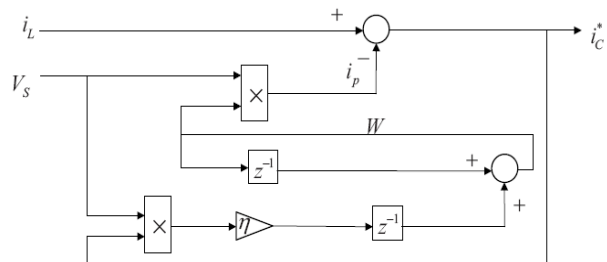 i_L + i_C^*
V_S i_p −
×
W
z^{-1} +
× η z^{-1} +